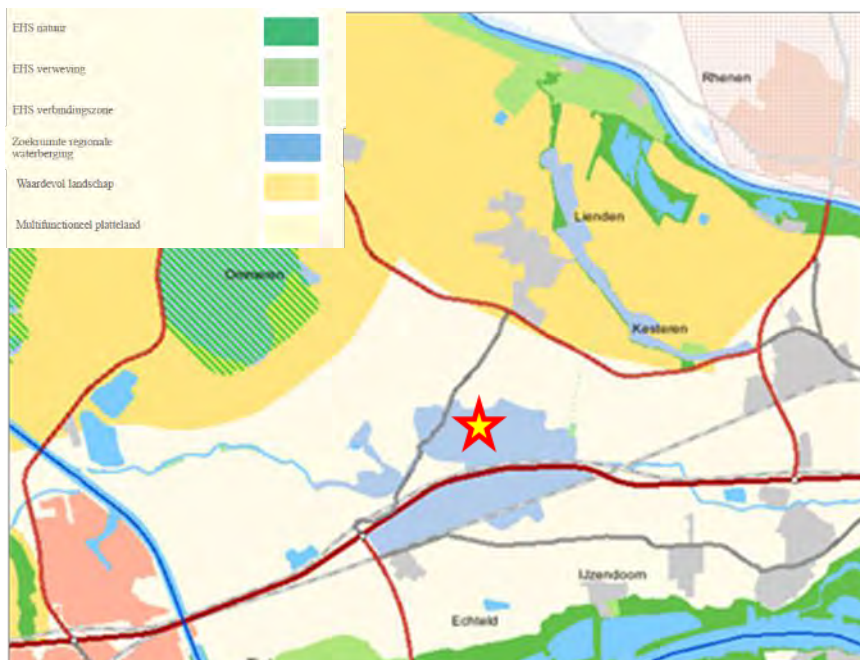 EHS natuur
EHS verweving
EHS verbindingszone
Zoekruimte regionale
waterberging
Waardevol landschap
Multifunctioneel platteland
Rhenen
Lienden
Ommeren
Kesteren
IJzendoorn
Echteld